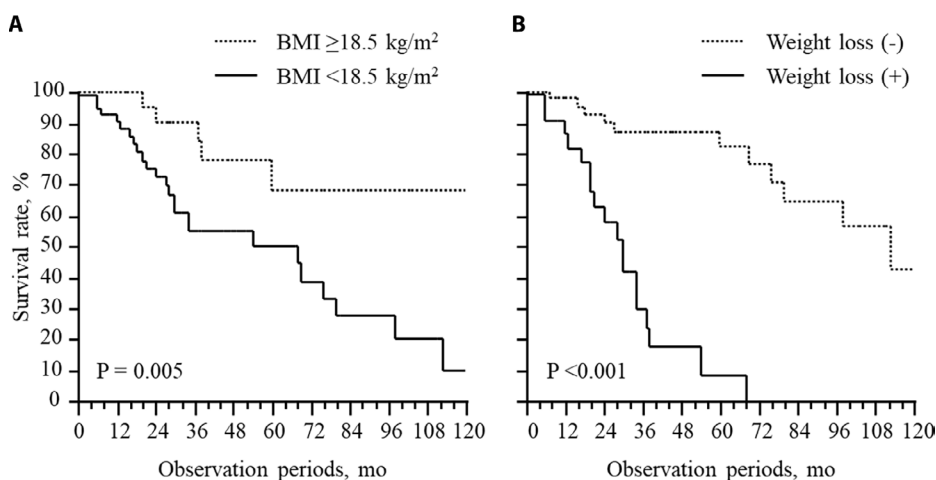 A
BMI ≥18.5 kg/m²
BMI <18.5 kg/m²
Survival rate, %
100
90
80
70
60
50
40
30
20
10
0
P = 0.005
0 12 24 36 48 60 72 84 96 108 120
Observation periods, mo
B
Weight loss (-)
Weight loss (+)
P <0.001
0 12 24 36 48 60 72 84 96 108 120
Observation periods, mo